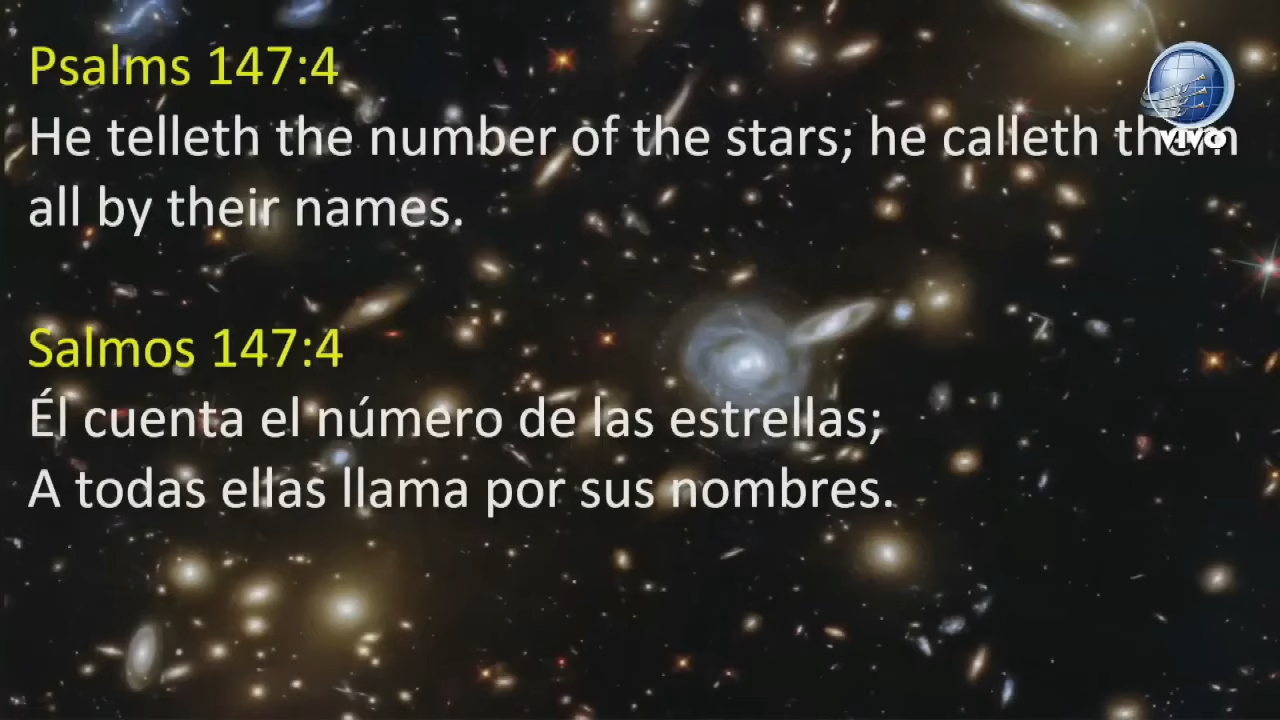 Psalms 147:4
He telleth the number of the stars; he calleth them
all by their names.
Salmos 147:4
Él cuenta el número de las estrellas;
A todas ellas llama por sus nombres.
VIVO